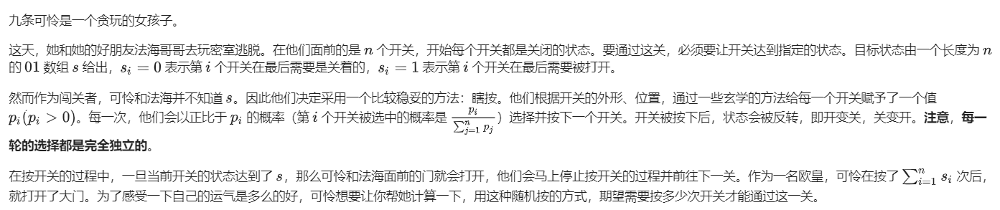 九条可怜是一个贪玩的女孩子。
这天，她和她的好朋友法海哥哥去玩密室逃脱。在他们面前的是 n 个开关，开始每个开关都是关闭的状态。要通过这关，必须要让开关达到指定的状态。目标状态由一个长度为 n
的 01 数组 s 给出，s_i = 0 表示第 i 个开关在最后需要是关着的，s_i = 1 表示第 i 个开关在最后需要被打开。
然而作为闯关者，可怜和法海并不知道 s。因此他们决定采用一个比较稳妥的方法：瞎按。他们根据开关的外形、位置，通过一些玄学的方法给每一个开关赋予了一个值
p_i(p_i > 0)。每一次，他们会以正比于 p_i 的概率（第 i 个开关被选中的概率是 \frac{p_i}{\sum_{j=1}^{n} p_j}）选择并按下一个开关。开关被按下后，状态会被反转，即开变关，关变开。注意，每一
轮的选择都是完全独立的。
在按开关的过程中，一旦当前开关的状态达到了 s，那么可怜和法海面前的门就会打开，他们会马上停止按开关的过程并前往下一关。作为一名欧皇，可怜在按了 \sum_{i=1}^{n} s_i 次后，
就打开了大门。为了感受一下自己的运气是多么的好，可怜想要让你帮她计算一下，用这种随机按的方式，期望需要按多少次开关才能通过这一关。